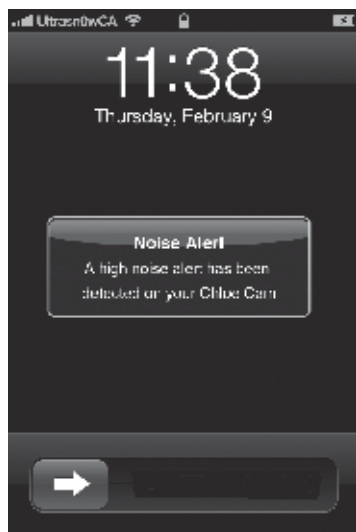 UltrasnowCA
11:38
Thursday, February 9
Noise Alert
A high noise alert has been
detected on your Chloe Cam